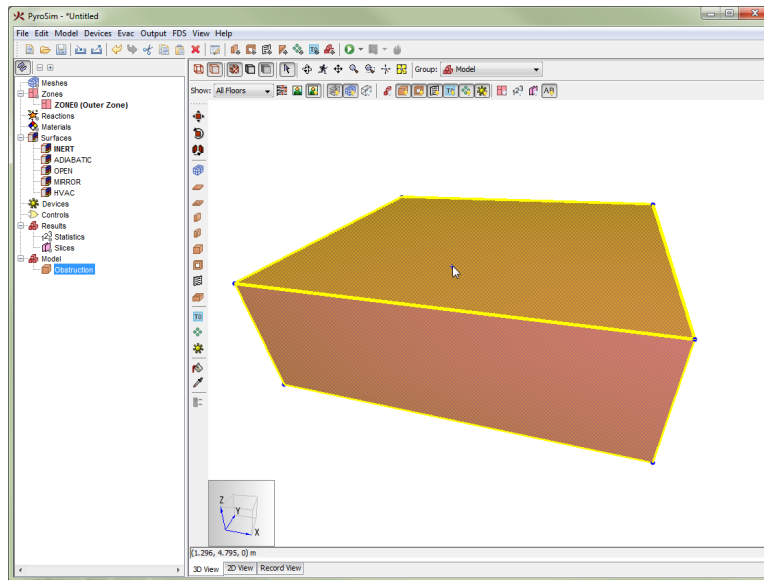 PyroSim - *Untitled
File Edit Model Devices Evac Output FDS View Help
Group: Model
Show: All Floors
Meshes
Zones
ZONE0 (Outer Zone)
Reactions
Materials
Surfaces
INERT
ADIABATIC
OPEN
MIRROR
HVAC
Devices
Controls
Results
Statistics
Slices
Model
Obstruction
Z
Y
X
(1.296, 4.795, 0) m
3D View 2D View Record View